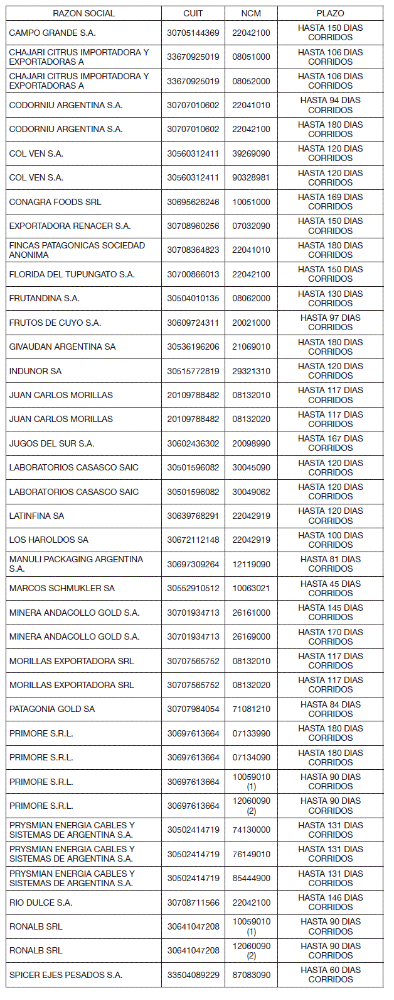 RAZON SOCIAL CUIT NCM PLAZO
CAMPO GRANDE S.A. 30705144369 22042100 HASTA 150 DIAS
CORRIDOS
CHAJARI CITRUS IMPORTADORA Y
EXPORTADORAS A 33670925019 08051000 HASTA 106 DIAS
CORRIDOS
CHAJARI CITRUS IMPORTADORA Y
EXPORTADORAS A 33670925019 08052000 HASTA 106 DIAS
CORRIDOS
CODORNIU ARGENTINA S.A. 30707010602 22041010 HASTA 94 DIAS
CORRIDOS
CODORNIU ARGENTINA S.A. 30707010602 22042100 HASTA 180 DIAS
CORRIDOS
COL VEN S.A. 30560312411 39269090 HASTA 120 DIAS
CORRIDOS
COL VEN S.A. 30560312411 90328981 HASTA 120 DIAS
CORRIDOS
CONAGRA FOODS SRL 30695626246 10051000 HASTA 169 DIAS
CORRIDOS
EXPORTADORA RENACER S.A. 30708960256 07032090 HASTA 150 DIAS
CORRIDOS
FINCAS PATAGONICAS SOCIEDAD
ANONIMA 30708364823 22041010 HASTA 180 DIAS
CORRIDOS
FLORIDA DEL TUPUNGATO S.A. 30700866013 22042100 HASTA 150 DIAS
CORRIDOS
FRUTANDINA S.A. 30504010135 08062000 HASTA 130 DIAS
CORRIDOS
FRUTOS DE CUYO S.A. 30609724311 20021000 HASTA 97 DIAS
CORRIDOS
GIVAUDAN ARGENTINA SA 30536196206 21069010 HASTA 180 DIAS
CORRIDOS
INDUNOR SA 30515772819 29321310 HASTA 120 DIAS
CORRIDOS
JUAN CARLOS MORILLAS 20109788482 08132010 HASTA 117 DIAS
CORRIDOS
JUAN CARLOS MORILLAS 20109788482 08132020 HASTA 117 DIAS
CORRIDOS
JUGOS DEL SUR S.A. 30602436302 20098990 HASTA 167 DIAS
CORRIDOS
LABORATORIOS CASASCO SAIC 30501596082 30045090 HASTA 120 DIAS
CORRIDOS
LABORATORIOS CASASCO SAIC 30501596082 30049062 HASTA 120 DIAS
CORRIDOS
LATINFINA SA 30639768291 22042919 HASTA 120 DIAS
CORRIDOS
LOS HAROLDOS SA 30672112148 22042919 HASTA 100 DIAS
CORRIDOS
MANULI PACKAGING ARGENTINA
S.A. 30697309264 12119090 HASTA 81 DIAS
CORRIDOS
MARCOS SCHMUKLER SA 30552910512 10063021 HASTA 45 DIAS
CORRIDOS
MINERA ANDACOLLO GOLD S.A. 30701934713 26161000 HASTA 145 DIAS
CORRIDOS
MINERA ANDACOLLO GOLD S.A. 30701934713 26169000 HASTA 170 DIAS
CORRIDOS
MORILLAS EXPORTADORA SRL 30707565752 08132010 HASTA 117 DIAS
CORRIDOS
MORILLAS EXPORTADORA SRL 30707565752 08132020 HASTA 117 DIAS
CORRIDOS
PATAGONIA GOLD SA 30707984054 71081210 HASTA 84 DIAS
CORRIDOS
PRIMORE S.R.L. 30697613664 07133990 HASTA 180 DIAS
CORRIDOS
PRIMORE S.R.L. 30697613664 07134090 HASTA 180 DIAS
CORRIDOS
PRIMORE S.R.L. 30697613664 10059010 HASTA 90 DIAS
(1) CORRIDOS
PRIMORE S.R.L. 30697613664 12060090 HASTA 90 DIAS
(2) CORRIDOS
PRYSMIAN ENERGIA CABLES Y
SISTEMAS DE ARGENTINA S.A. 30502414719 74130000 HASTA 131 DIAS
CORRIDOS
PRYSMIAN ENERGIA CABLES Y
SISTEMAS DE ARGENTINA S.A. 30502414719 76149010 HASTA 131 DIAS
CORRIDOS
PRYSMIAN ENERGIA CABLES Y
SISTEMAS DE ARGENTINA S.A. 30502414719 85444900 HASTA 131 DIAS
CORRIDOS
RIO DULCE S.A. 30708711566 22042100 HASTA 146 DIAS
CORRIDOS
RONALB SRL 30641047208 10059010 HASTA 90 DIAS
(1) CORRIDOS
RONALB SRL 30641047208 12060090 HASTA 90 DIAS
(2) CORRIDOS
SPICER EJES PESADOS S.A. 33504089229 87083090 HASTA 60 DIAS
CORRIDOS